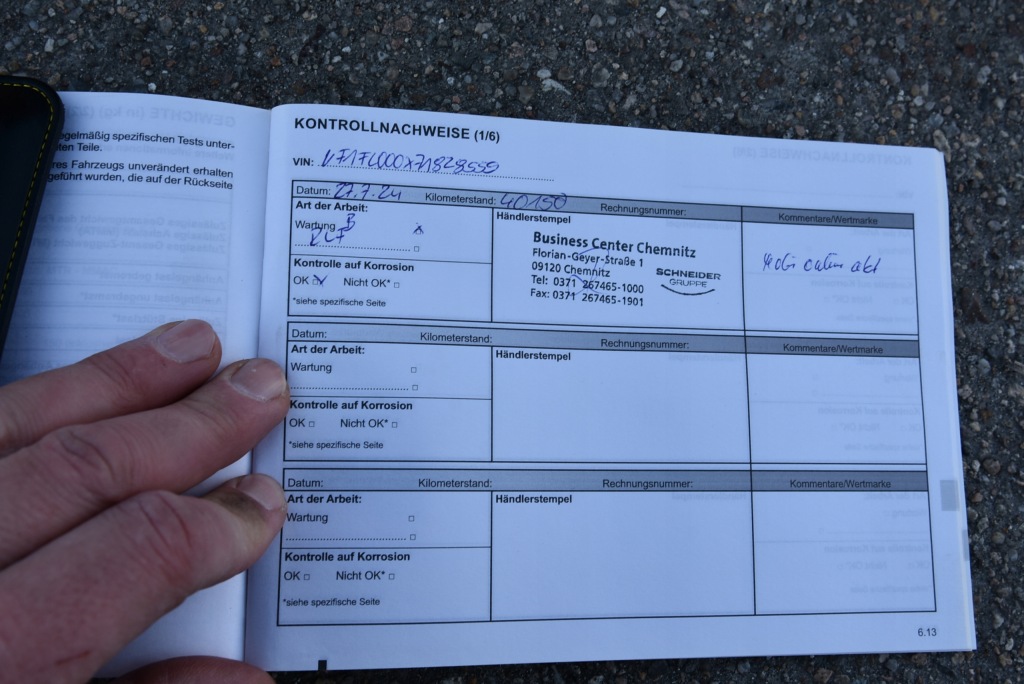 egelmäßig spezifischen Tests unter-
ten Teile.
res Fahrzeugs unverändert erhalten
geführt wurden, die auf der Rückseite
KONTROLLNACHWEISE (1/6)
VIN:
Datum: 27.7.24 Kilometerstand: 40150 Rechnungsnummer: Kommentare/Wertmarke
Art der Arbeit:
Wartung B
Kontrolle auf Korrosion
OK Nicht OK*
*siehe spezifische Seite
Händlerstempel
Business Center Chemnitz
Florian-Geyer-Straße 1
09120 Chemnitz
Tel: 0371 267465-1000
Fax: 0371 267465-1901
SCHNEIDER
GRUPPE
Datum: Kilometerstand: Rechnungsnummer: Kommentare/Wertmarke
Art der Arbeit:
Wartung
Kontrolle auf Korrosion
OK Nicht OK*
*siehe spezifische Seite
Händlerstempel
Datum: Kilometerstand: Rechnungsnummer: Kommentare/Wertmarke
Art der Arbeit:
Wartung
Kontrolle auf Korrosion
OK Nicht OK*
*siehe spezifische Seite
Händlerstempel
6.13